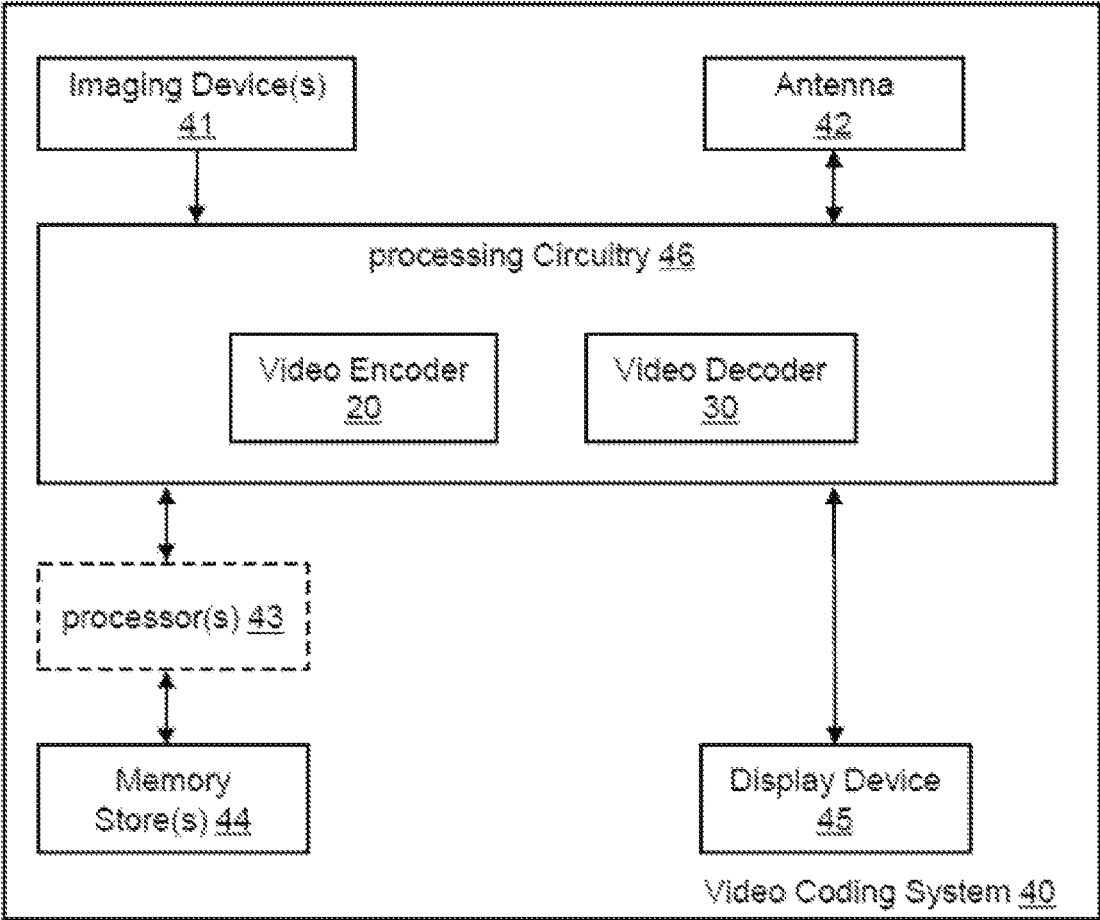 Imaging Device(s)
41
Antenna
42
processing Circuitry 46
Video Encoder
20
Video Decoder
30
processor(s) 43
Memory
Store(s) 44
Display Device
45
Video Coding System 40